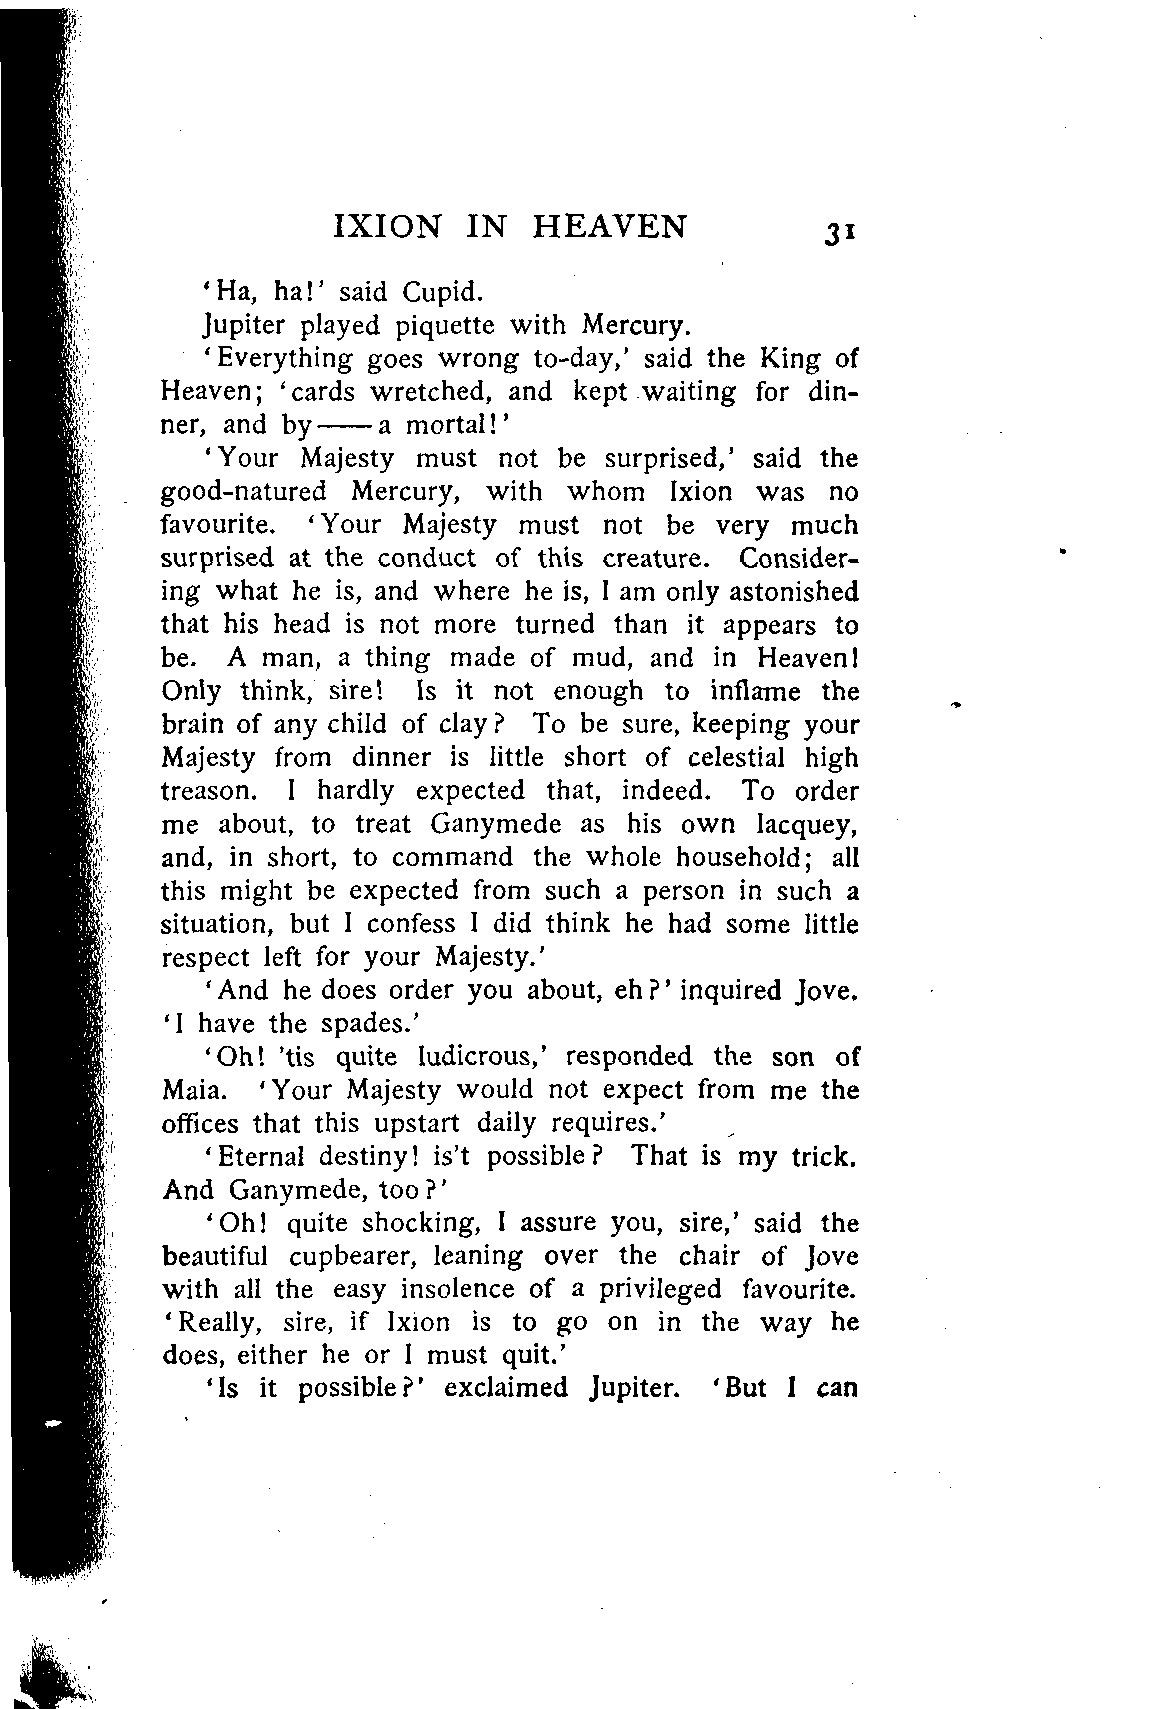 IXION IN HEAVEN 31
‘Ha, ha!’ said Cupid.
Jupiter played piquette with Mercury.
‘Everything goes wrong to-day,’ said the King of
Heaven; ‘cards wretched, and kept waiting for din-
ner, and by—— a mortal!’
‘Your Majesty must not be surprised,’ said the
good-natured Mercury, with whom Ixion was no
favourite. ‘Your Majesty must not be very much
surprised at the conduct of this creature. Consider-
ing what he is, and where he is, I am only astonished
that his head is not more turned than it appears to
be. A man, a thing made of mud, and in Heaven!
Only think, sire! Is it not enough to inflame the
brain of any child of clay? To be sure, keeping your
Majesty from dinner is little short of celestial high
treason. I hardly expected that, indeed. To order
me about, to treat Ganymede as his own lacquey,
and, in short, to command the whole household; all
this might be expected from such a person in such a
situation, but I confess I did think he had some little
respect left for your Majesty.’
‘And he does order you about, eh?’ inquired Jove.
‘I have the spades.’
‘Oh! ’tis quite ludicrous,’ responded the son of
Maia. ‘Your Majesty would not expect from me the
offices that this upstart daily requires.’
‘Eternal destiny! is’t possible? That is my trick.
And Ganymede, too?’
‘Oh! quite shocking, I assure you, sire,’ said the
beautiful cupbearer, leaning over the chair of Jove
with all the easy insolence of a privileged favourite.
‘Really, sire, if Ixion is to go on in the way he
does, either he or I must quit.’
‘Is it possible?’ exclaimed Jupiter. ‘But I can